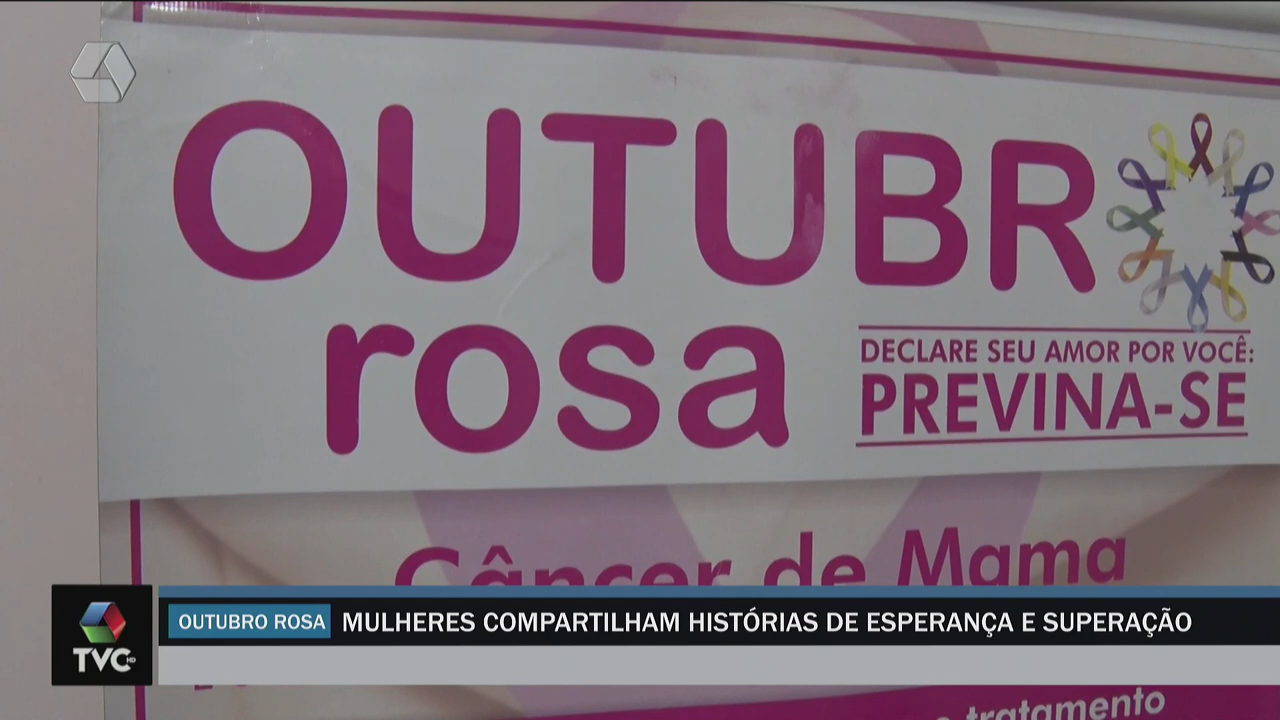 OUTUBR
rosa
DECLARE SEU AMOR POR VOCÊ:
PREVINA-SE
Câncer de Mama
OUTUBRO ROSA MULHERES COMPARTILHAM HISTÓRIAS DE ESPERANÇA E SUPERAÇÃO
TVC HD
tratamento